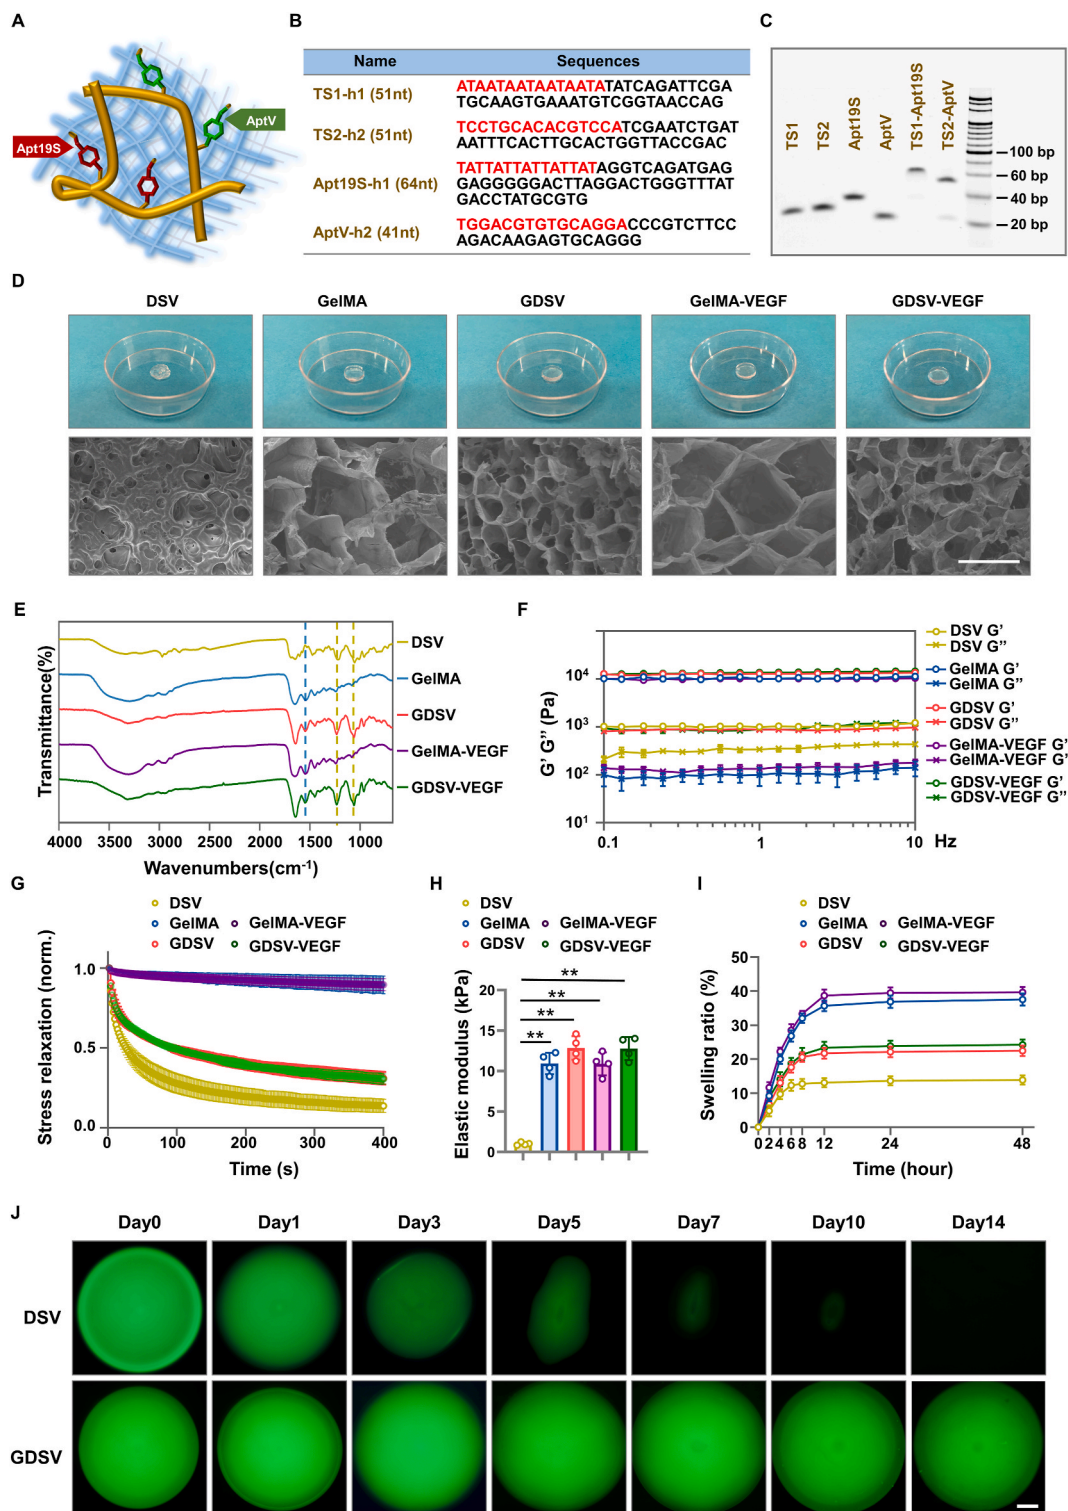 A
Apt19S
AptV
B
Name Sequences
TS1-h1 (51nt)
ATAATAATAATAATATATCAGATTCGA
TGCAAGTGAAATGTCGGTAACCAG
TS2-h2 (51nt)
TCCTGCACACGTCCATCGAATCTGAT
AATTTCACTTGCACTGGTTACCGAC
Apt19S-h1 (64nt)
TATTATTATTATTATAGGTCAGATGAG
GAGGGGGACTTAGGACTGGGTTTAT
GACCTATGCGTG
AptV-h2 (41nt)
TGGACGTGTGCAGGACCCGTCTTCC
AGACAAGAGTGCAGGG
C
TS1
TS2
Apt19S
AptV
TS1-Apt19S
TS2-AptV
100 bp
60 bp
40 bp
20 bp
D
DSV GelMA GDSV GelMA-VEGF GDSV-VEGF
E
Transmittance(%)
DSV
GelMA
GDSV
GelMA-VEGF
GDSV-VEGF
4000 3500 3000 2500 2000 1500 1000
Wavenumbers(cm-1)
F
G' G'' (Pa)
10⁴
10³
10²
10¹
0.1 1 10 Hz
DSV G'
DSV G''
GelMA G'
GelMA G''
GDSV G'
GDSV G''
GelMA-VEGF G'
GelMA-VEGF G''
GDSV-VEGF G'
GDSV-VEGF G''
G
DSV
GelMA GelMA-VEGF
GDSV GDSV-VEGF
Stress relaxation (norm.)
1.0
0.0
0 100 200 300 400
Time (s)
H
DSV
GelMA GelMA-VEGF
GDSV GDSV-VEGF
Elastic modulus (kPa)
20
15
10
5
0
**
**
**
**
I
DSV
GelMA GelMA-VEGF
GDSV GDSV-VEGF
Swelling ratio (%)
50
40
30
20
10
0
0 2 4 6 8 12 24 48
Time (hour)
J
Day0 Day1 Day3 Day5 Day7 Day10 Day14
DSV
GDSV